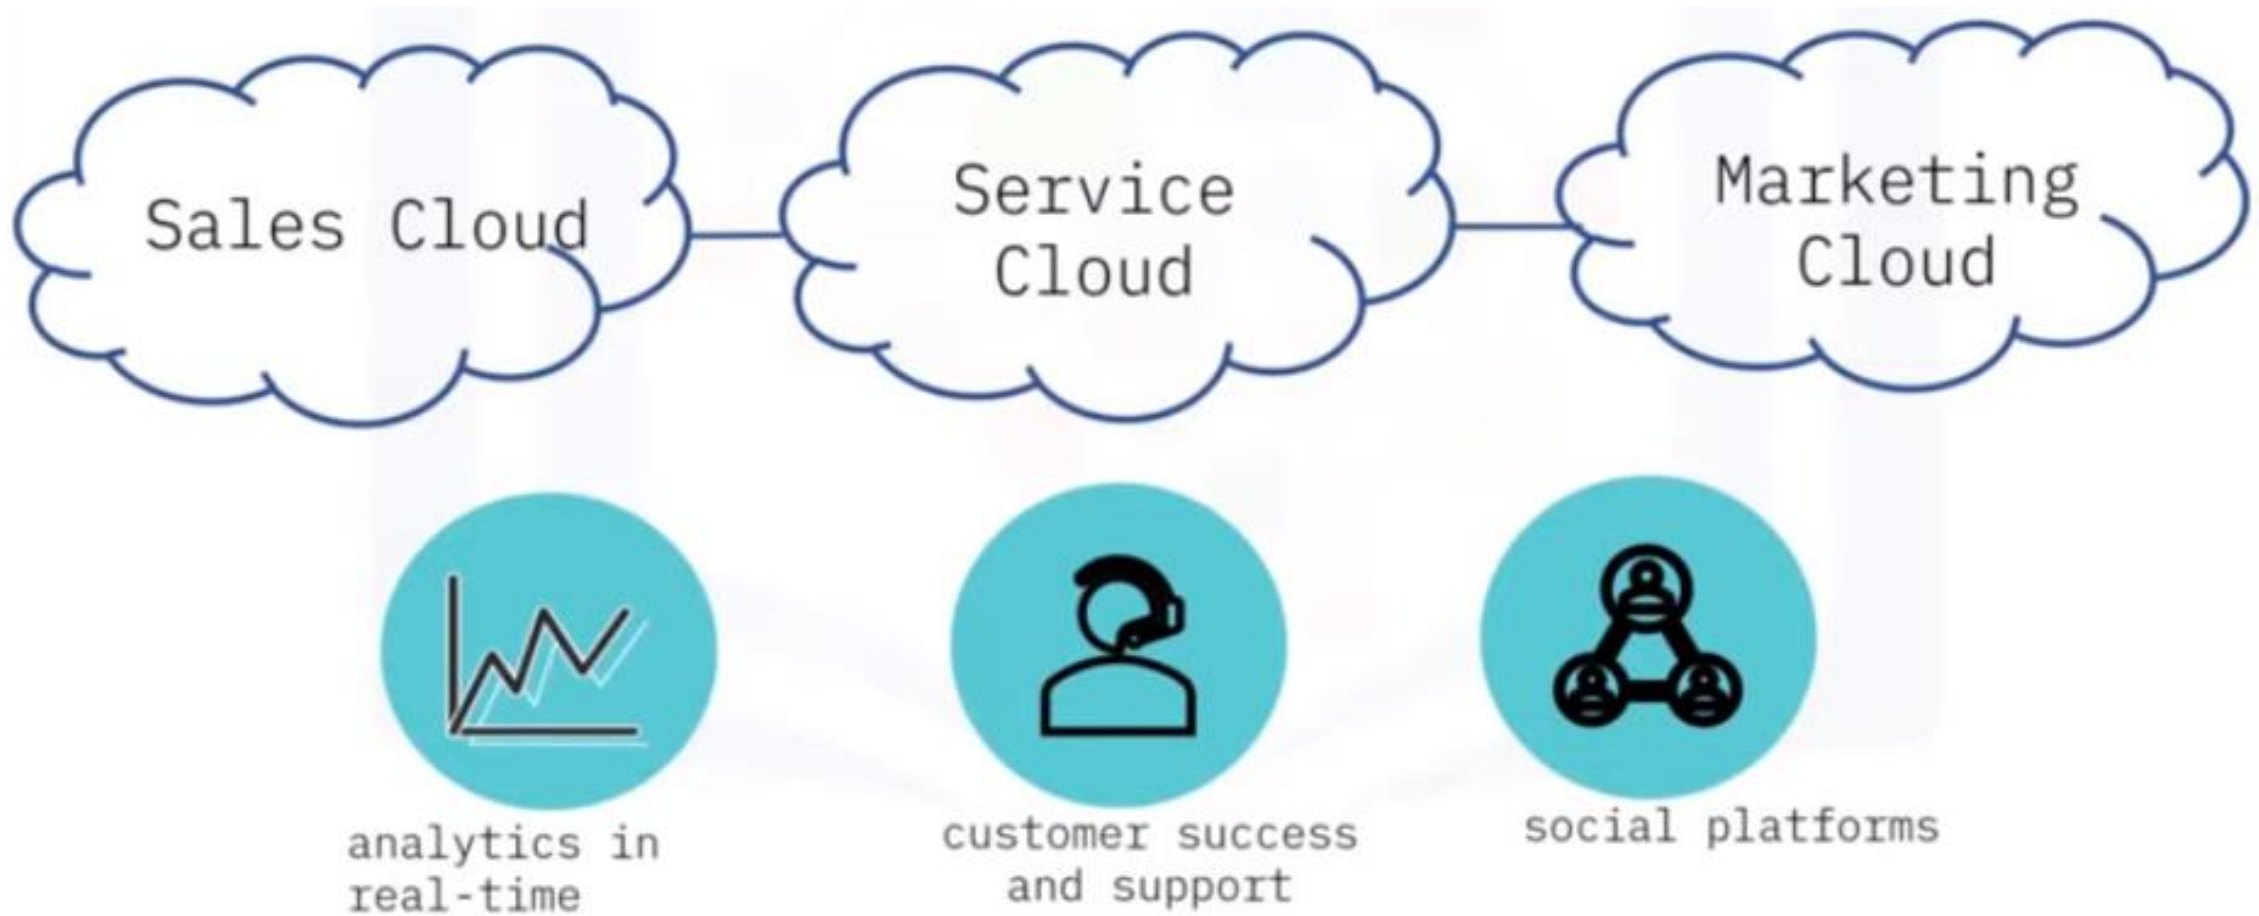 Sales Cloud
Service
Cloud
Marketing
Cloud
analytics in
real-time
customer success
and support
social platforms